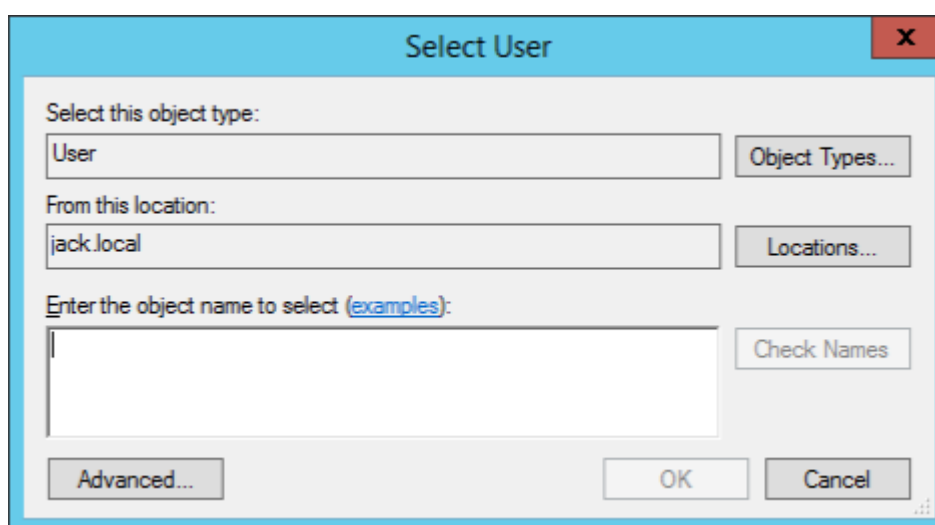 Select User
x
Select this object type:
User
Object Types...
From this location:
jack.local
Locations...
Enter the object name to select (examples):
Check Names
Advanced...
OK
Cancel